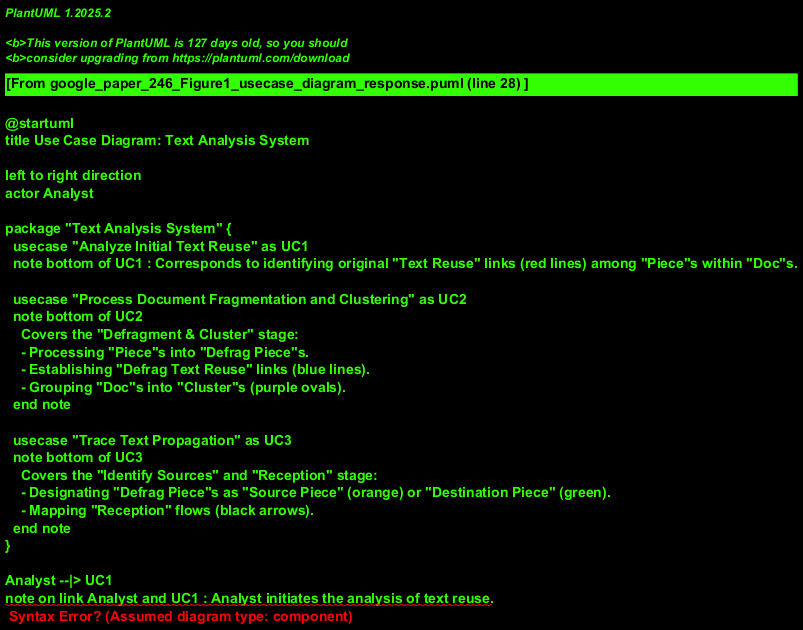 PlantUML 1.2025.2
<b>This version of PlantUML is 127 days old, so you should
<b>consider upgrading from https://plantuml.com/download
[From google_paper_246_Figure1_usecase_diagram_response.puml (line 28) ]
@startuml
title Use Case Diagram: Text Analysis System
left to right direction
actor Analyst
package "Text Analysis System" {
usecase "Analyze Initial Text Reuse" as UC1
note bottom of UC1 : Corresponds to identifying original "Text Reuse" links (red lines) among "Piece"s within "Doc"s.
usecase "Process Document Fragmentation and Clustering" as UC2
note bottom of UC2
Covers the "Defragment & Cluster" stage:
- Processing "Piece"s into "Defrag Piece"s.
- Establishing "Defrag Text Reuse" links (blue lines).
- Grouping "Doc"s into "Cluster"s (purple ovals).
end note
usecase "Trace Text Propagation" as UC3
note bottom of UC3
Covers the "Identify Sources" and "Reception" stage:
- Designating "Defrag Piece"s as "Source Piece" (orange) or "Destination Piece" (green).
- Mapping "Reception" flows (black arrows).
end note
}
Analyst --|> UC1
note on link Analyst and UC1 : Analyst initiates the analysis of text reuse.
Syntax Error? (Assumed diagram type: component)